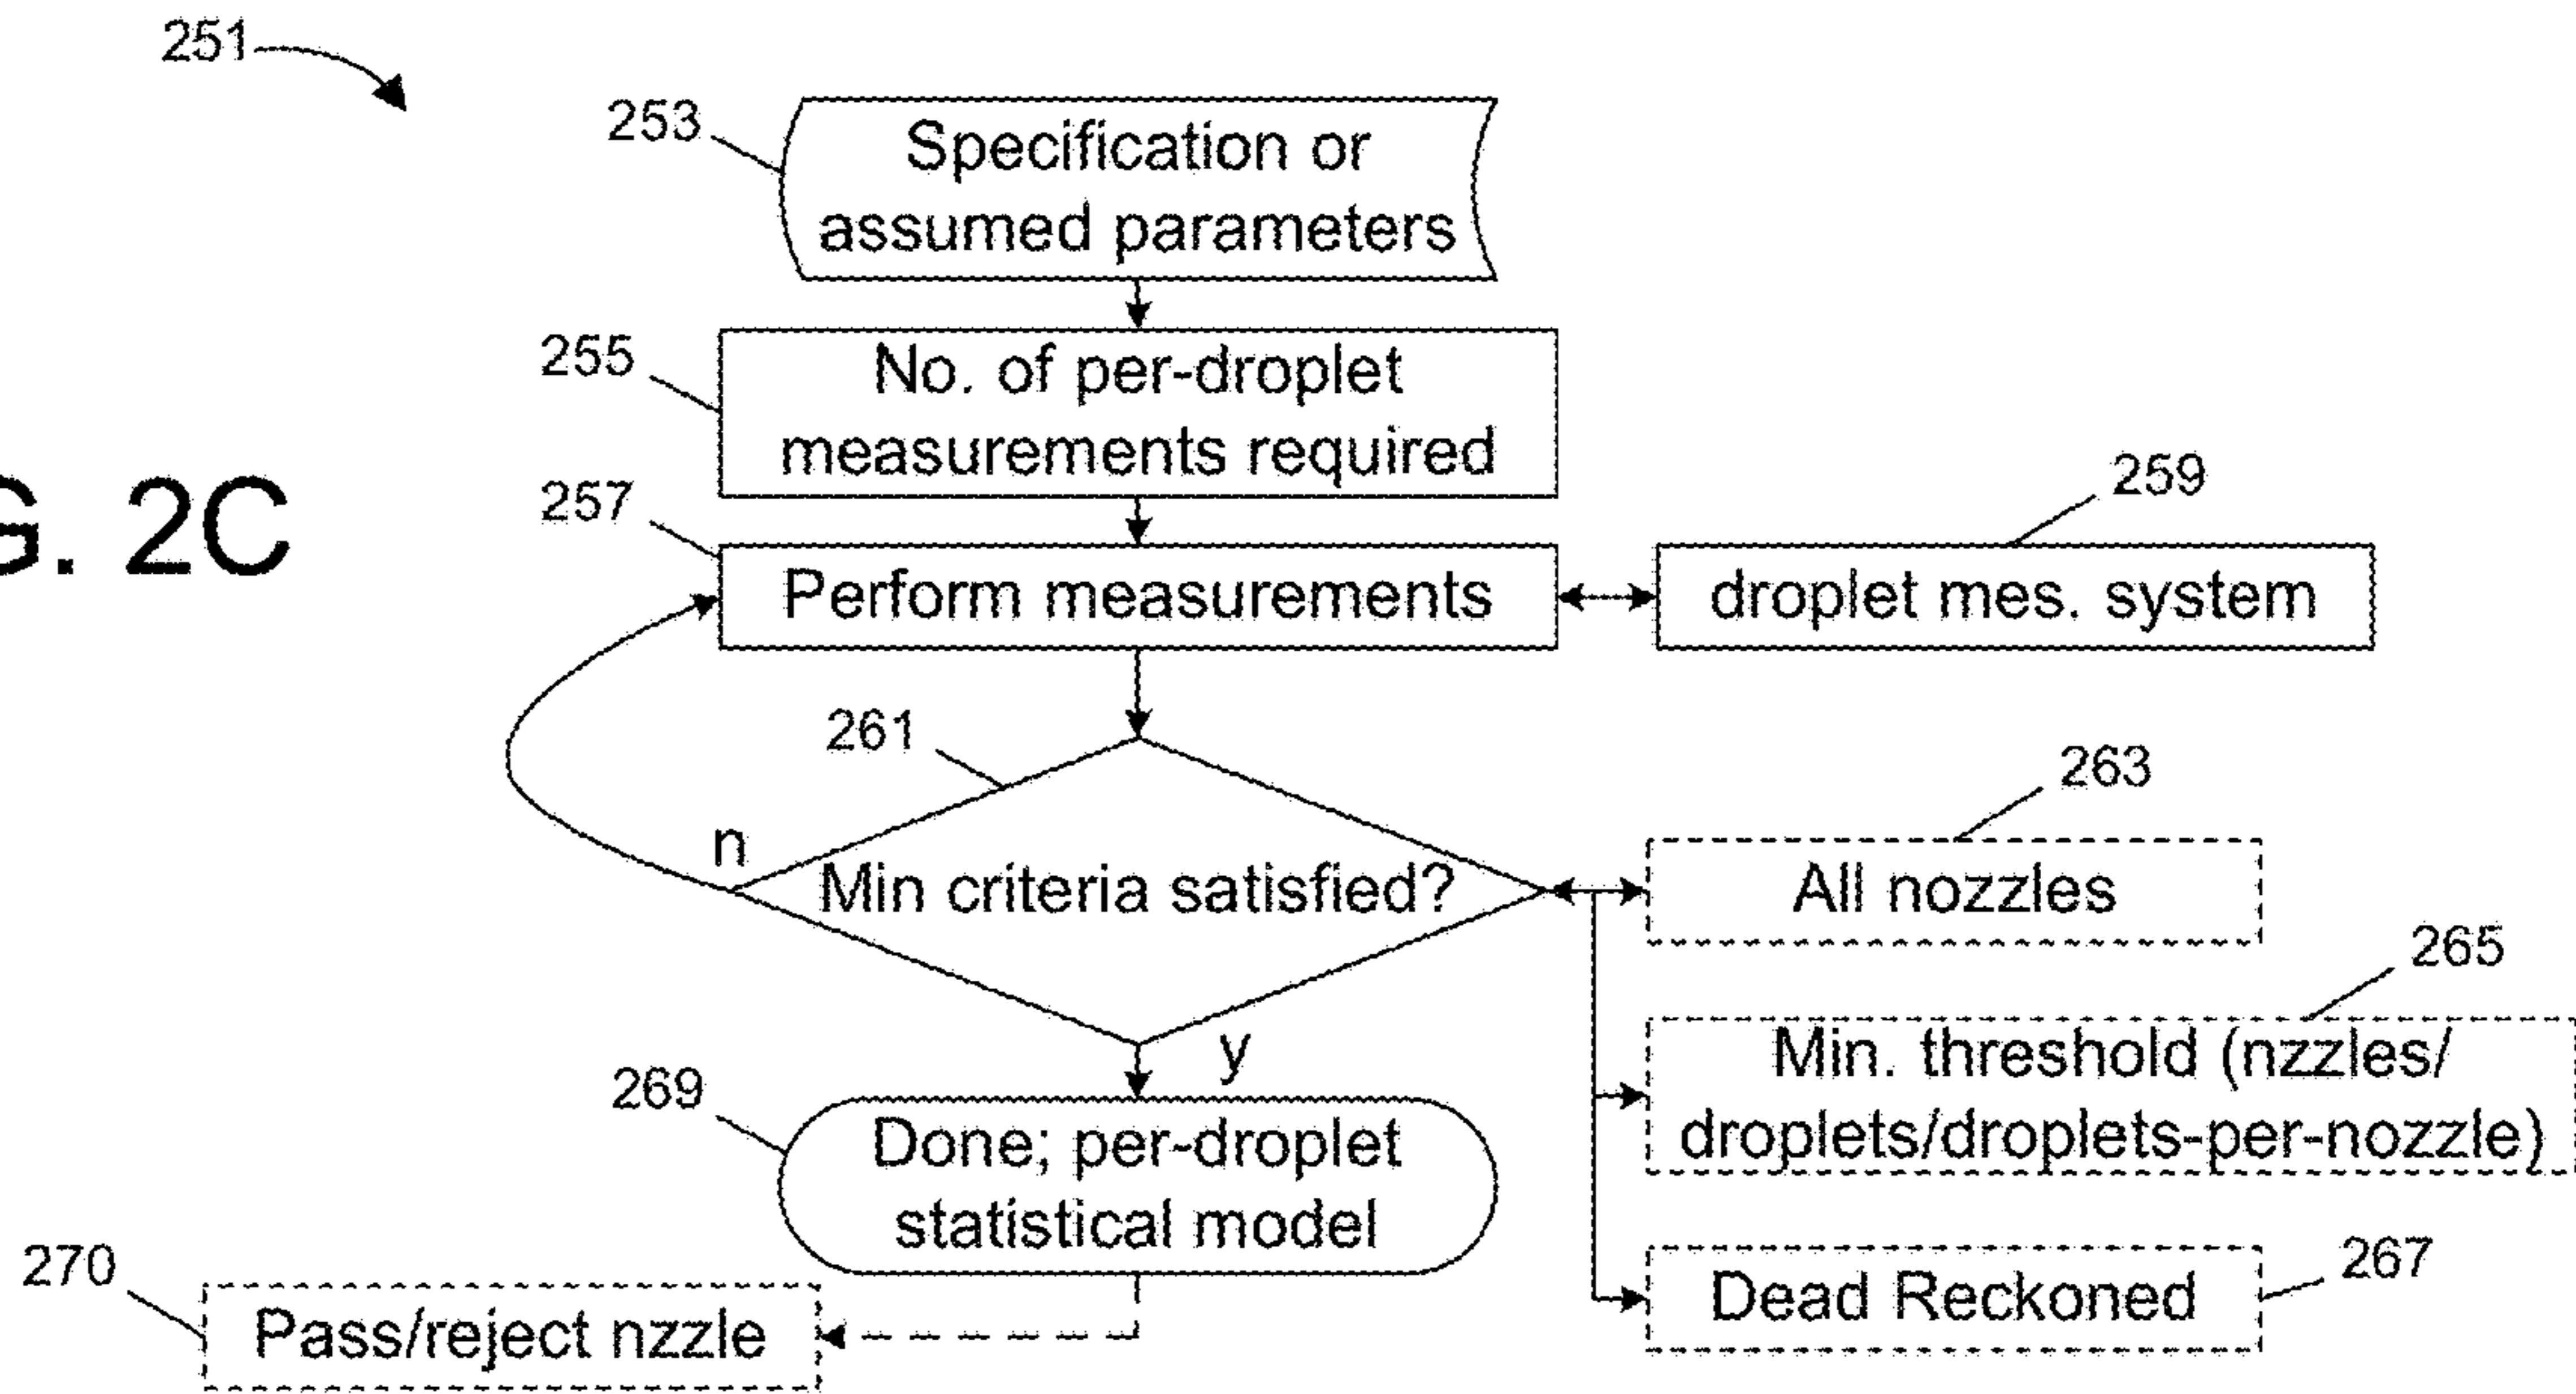 251
253
Specification or
assumed parameters
255
No. of per-droplet
measurements required
257
Perform measurements
259
droplet mes. system
G. 2C
261
n
Min criteria satisfied?
263
All nozzles
265
Min. threshold (nzzles/
droplets/droplets-per-nozzle)
y
269
Done; per-droplet
statistical model
267
Dead Reckoned
270
Pass/reject nzzle